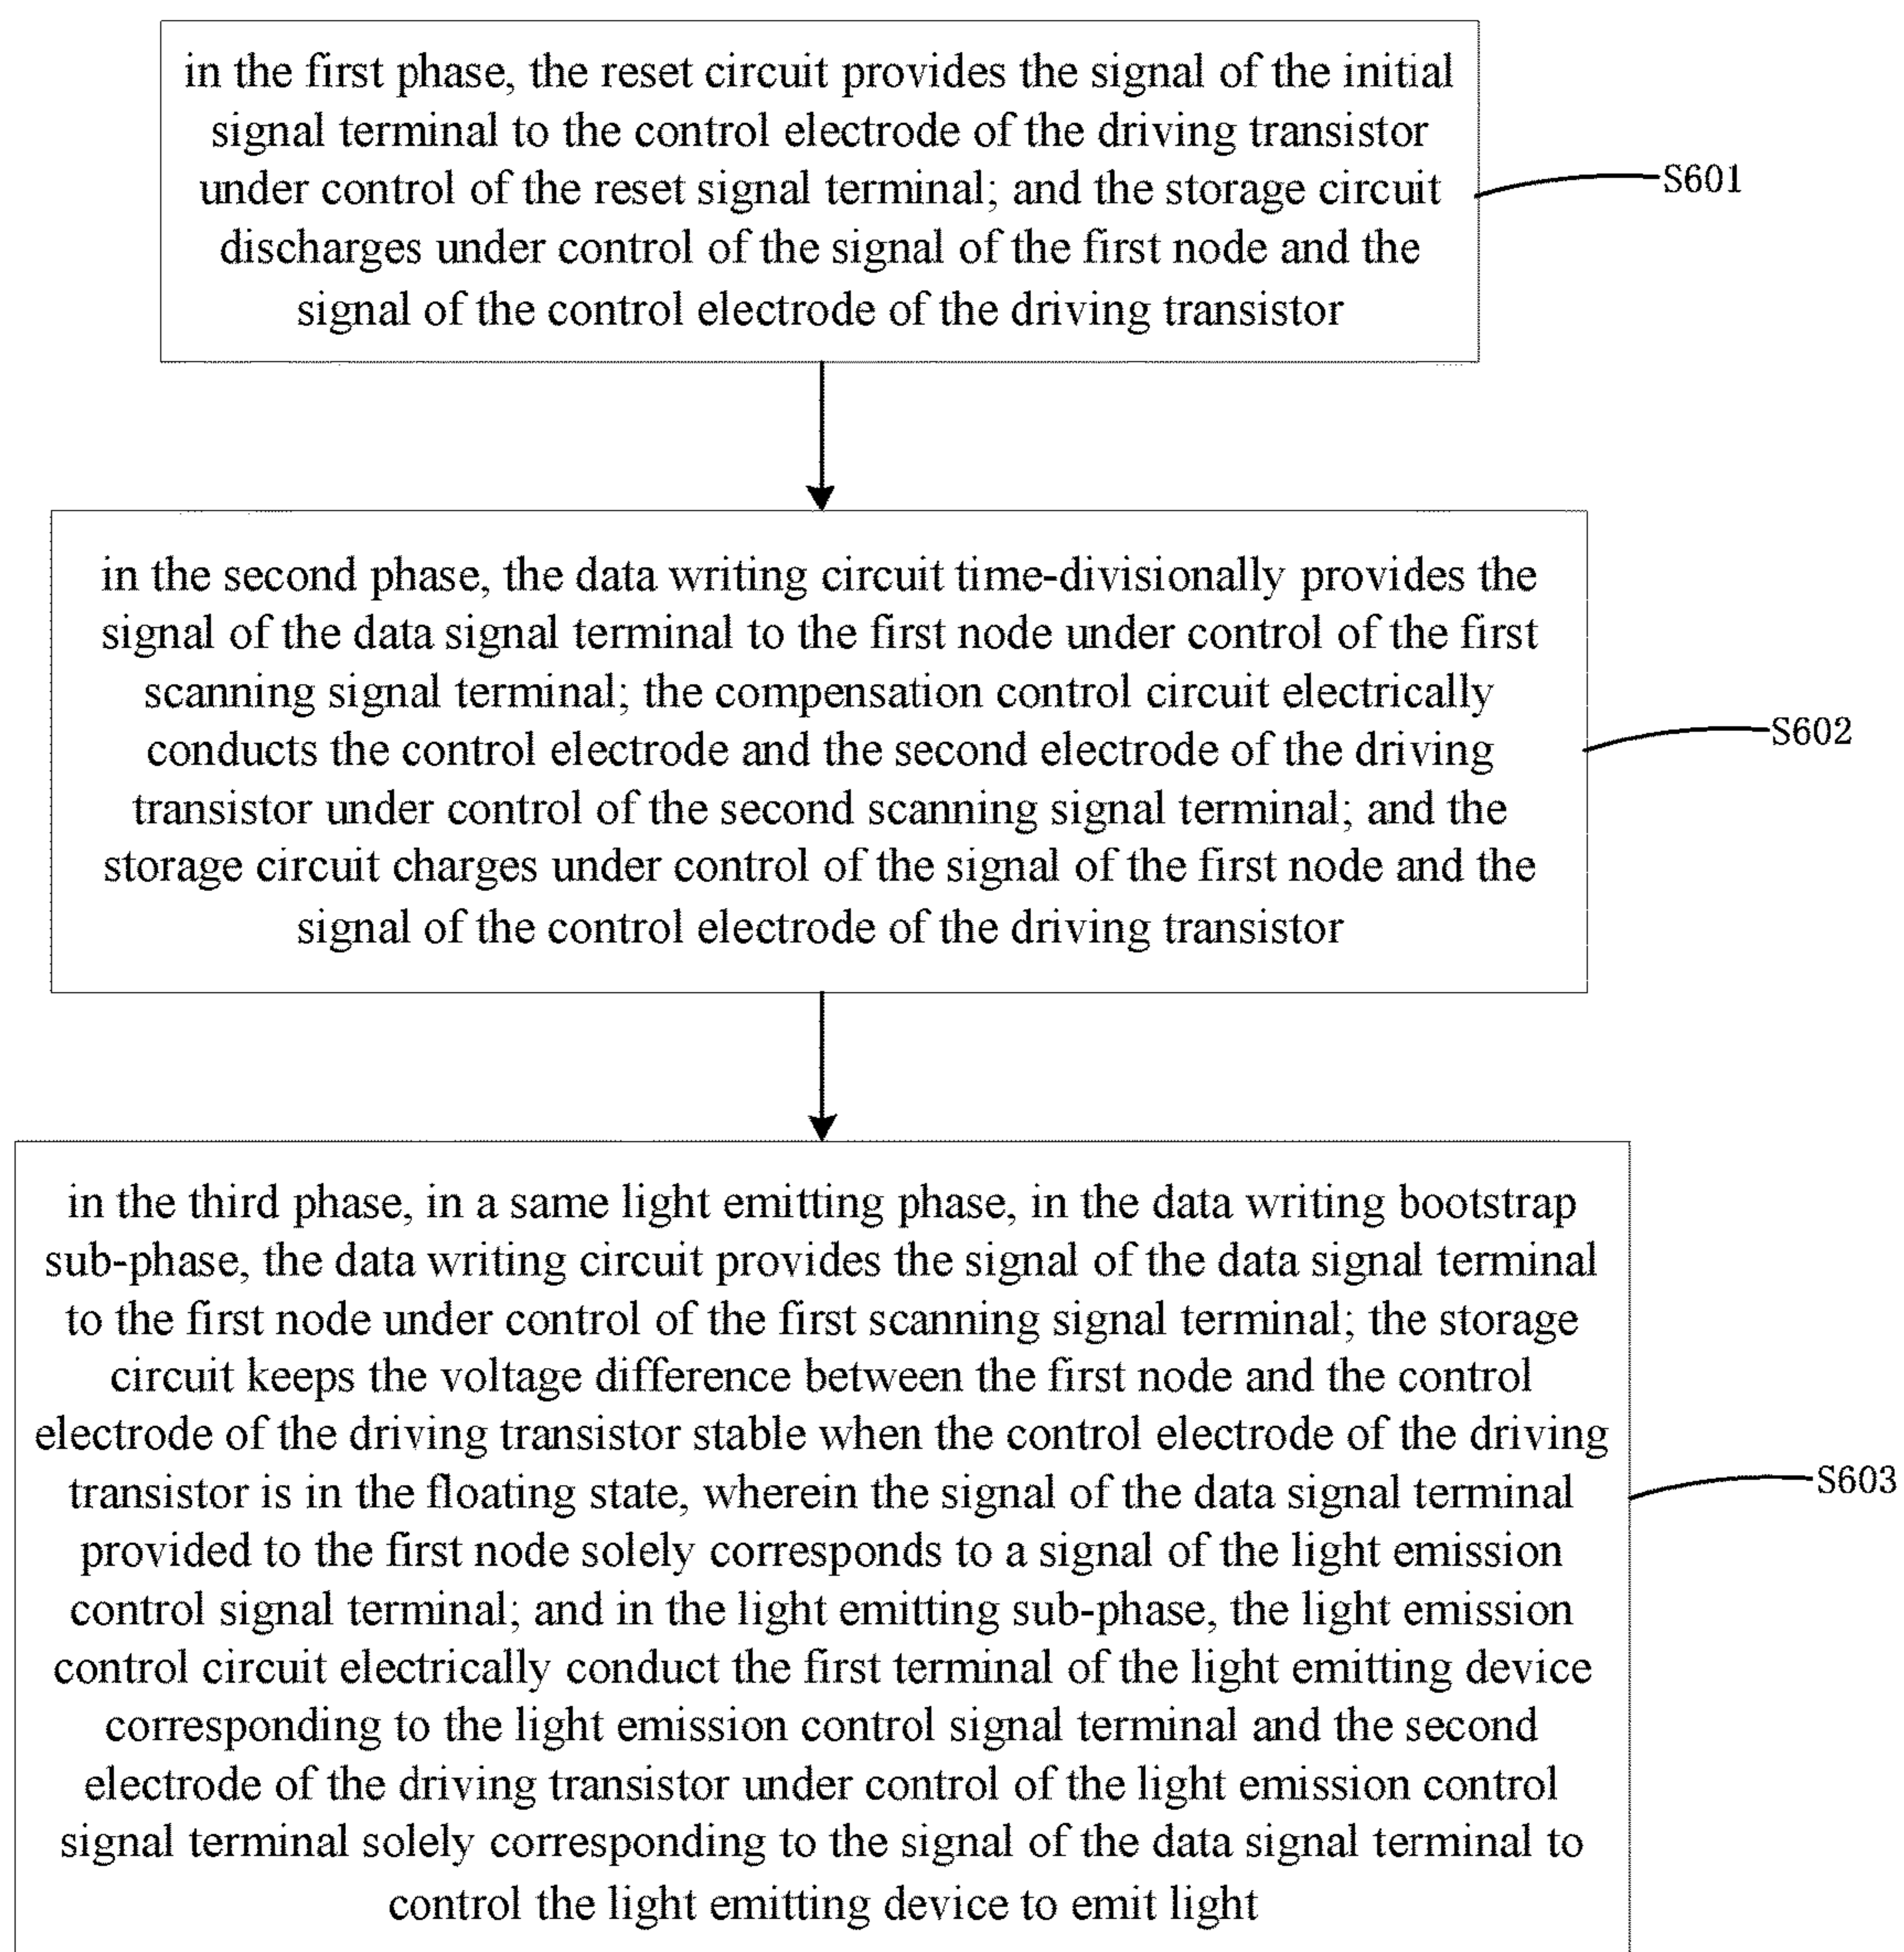 in the first phase, the reset circuit provides the signal of the initial
signal terminal to the control electrode of the driving transistor
under control of the reset signal terminal; and the storage circuit
discharges under control of the signal of the first node and the
signal of the control electrode of the driving transistor
S601
in the second phase, the data writing circuit time-divisionally provides the
signal of the data signal terminal to the first node under control of the first
scanning signal terminal; the compensation control circuit electrically
conducts the control electrode and the second electrode of the driving
transistor under control of the second scanning signal terminal; and the
storage circuit charges under control of the signal of the first node and the
signal of the control electrode of the driving transistor
S602
in the third phase, in a same light emitting phase, in the data writing bootstrap
sub-phase, the data writing circuit provides the signal of the data signal terminal
to the first node under control of the first scanning signal terminal; the storage
circuit keeps the voltage difference between the first node and the control
electrode of the driving transistor stable when the control electrode of the driving
transistor is in the floating state, wherein the signal of the data signal terminal
provided to the first node solely corresponds to a signal of the light emission
control signal terminal; and in the light emitting sub-phase, the light emission
control circuit electrically conduct the first terminal of the light emitting device
corresponding to the light emission control signal terminal and the second
electrode of the driving transistor under control of the light emission control
signal terminal solely corresponding to the signal of the data signal terminal to
control the light emitting device to emit light
S603